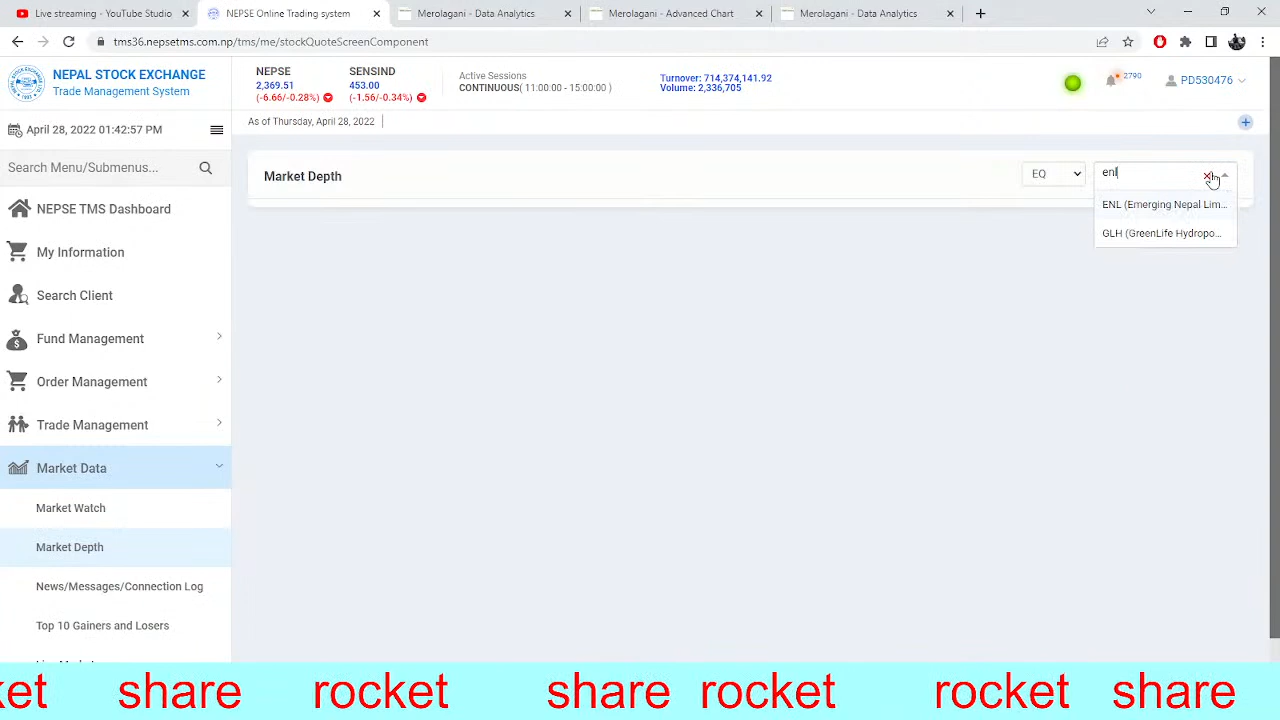 Live streaming - YouTube Studio
NEPSE Online Trading system
Merolagani - Data Analytics
Merolagani - Advanced Chart
Merolagani - Data Analytics
tms36.nepsetms.com.np/tms/me/stockQuoteScreenComponent
NEPAL STOCK EXCHANGE
Trade Management System
NEPSE
2,369.51
(-6.66/-0.28%)
SENSIND
453.00
(-1.56/-0.34%)
Active Sessions
CONTINUOUS( 11:00:00 - 15:00:00 )
Turnover: 714,374,141.92
Volume: 2,336,705
2790
PD530476
April 28, 2022 01:42:57 PM
As of Thursday, April 28, 2022
Search Menu/Submenus...
Market Depth
EQ
enl
ENL (Emerging Nepal Lim...
GLH (GreenLife Hydropo...
NEPSE TMS Dashboard
My Information
Search Client
Fund Management
Order Management
Trade Management
Market Data
Market Watch
Market Depth
News/Messages/Connection Log
Top 10 Gainers and Losers
ket share rocket share rocket rocket share